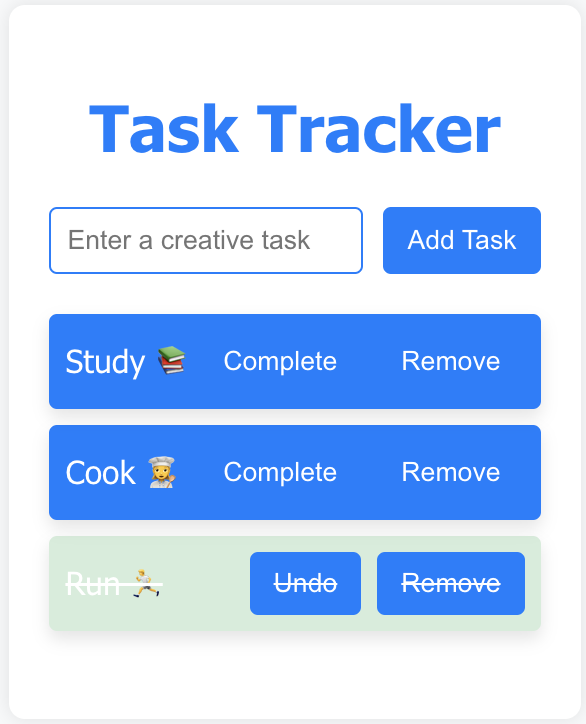 Task Tracker
Enter a creative task Add Task
Study 📚 Complete Remove
Cook 👩‍🍳 Complete Remove
Run 🏃 Undo Remove